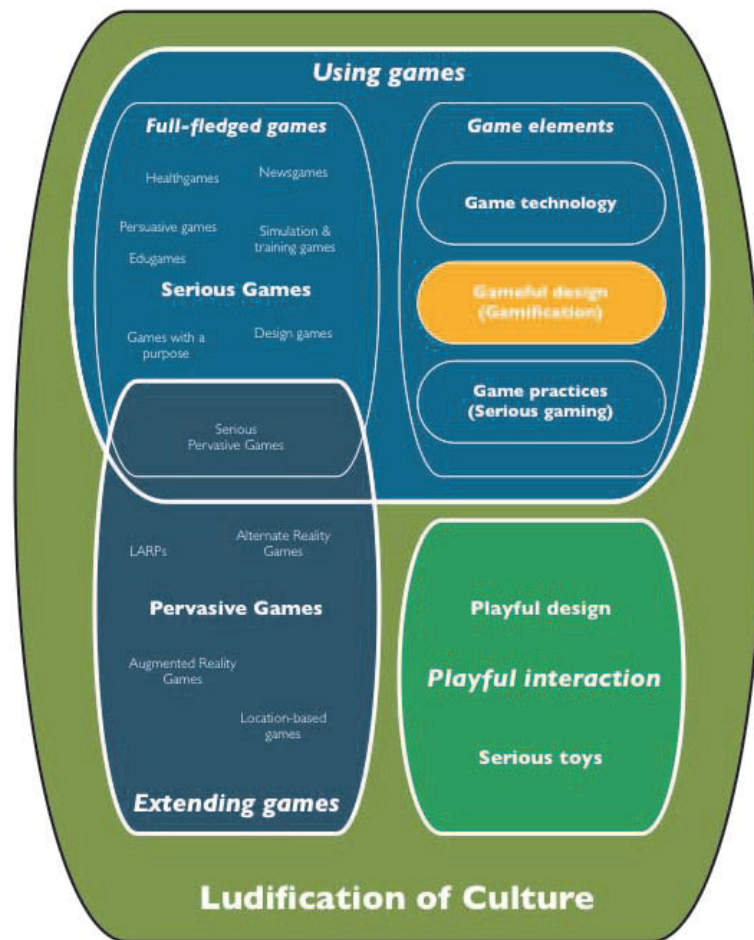 Using games
Full-fledged games
Game elements
Healthgames
Newsgames
Game technology
Persuasive games
Simulation &
training games
Edugames
Serious Games
Gameful design
(Gamification)
Games with a
purpose
Design games
Game practices
(Serious gaming)
Serious
Pervasive Games
LARPs
Alternate Reality
Games
Pervasive Games
Playful design
Augmented Reality
Games
Playful interaction
Location-based
games
Serious toys
Extending games
Ludification of Culture